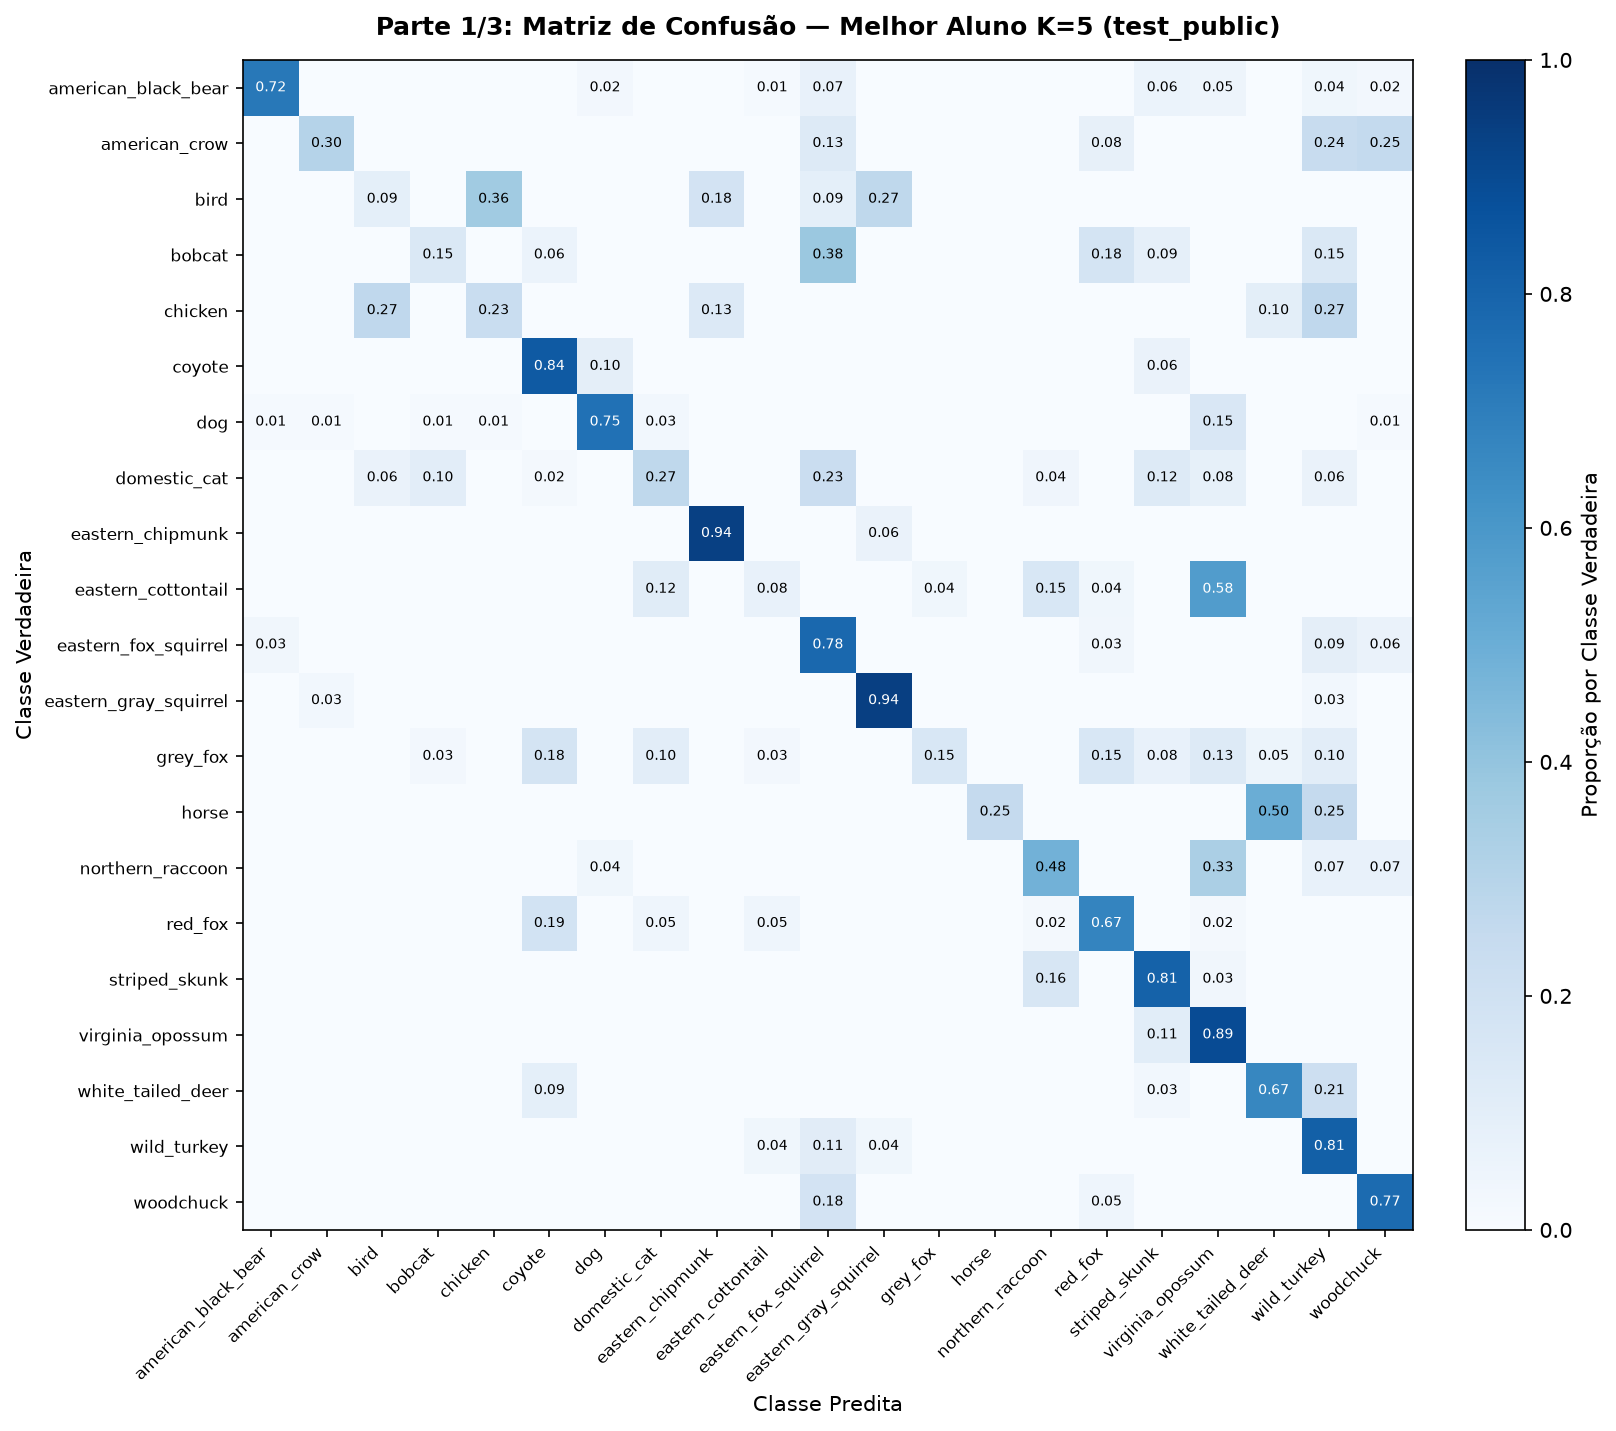 Parte 1/3: Matriz de Confusão — Melhor Aluno K=5 (test_public)
american_black_bear 0.72 0.02 0.01 0.07 0.06 0.05 0.04 0.02
american_crow 0.30 0.13 0.08 0.24 0.25
bird 0.09 0.36 0.18 0.09 0.27
bobcat 0.15 0.06 0.38 0.18 0.09 0.15
chicken 0.27 0.23 0.13 0.10 0.27
coyote 0.84 0.10 0.06
dog 0.01 0.01 0.01 0.01 0.75 0.03 0.15 0.01
domestic_cat 0.06 0.10 0.02 0.27 0.23 0.04 0.12 0.08 0.06
eastern_chipmunk 0.94 0.06
eastern_cottontail 0.12 0.08 0.04 0.15 0.04 0.58
eastern_fox_squirrel 0.03 0.78 0.03 0.09 0.06
eastern_gray_squirrel 0.03 0.94 0.03
grey_fox 0.03 0.18 0.10 0.03 0.15 0.15 0.08 0.13 0.05 0.10
horse 0.25 0.50 0.25
northern_raccoon 0.04 0.48 0.33 0.07 0.07
red_fox 0.19 0.05 0.05 0.02 0.67 0.02
striped_skunk 0.16 0.81 0.03
virginia_opossum 0.11 0.89
white_tailed_deer 0.09 0.03 0.67 0.21
wild_turkey 0.04 0.11 0.04 0.81
woodchuck 0.18 0.05 0.77
american_black_bear
american_crow
bird
bobcat
chicken
coyote
dog
domestic_cat
eastern_chipmunk
eastern_cottontail
eastern_fox_squirrel
eastern_gray_squirrel
grey_fox
horse
northern_raccoon
red_fox
striped_skunk
virginia_opossum
white_tailed_deer
wild_turkey
woodchuck
Classe Predita
Classe Verdadeira
1.0
0.8
0.6
0.4
0.2
0.0
Proporção por Classe Verdadeira